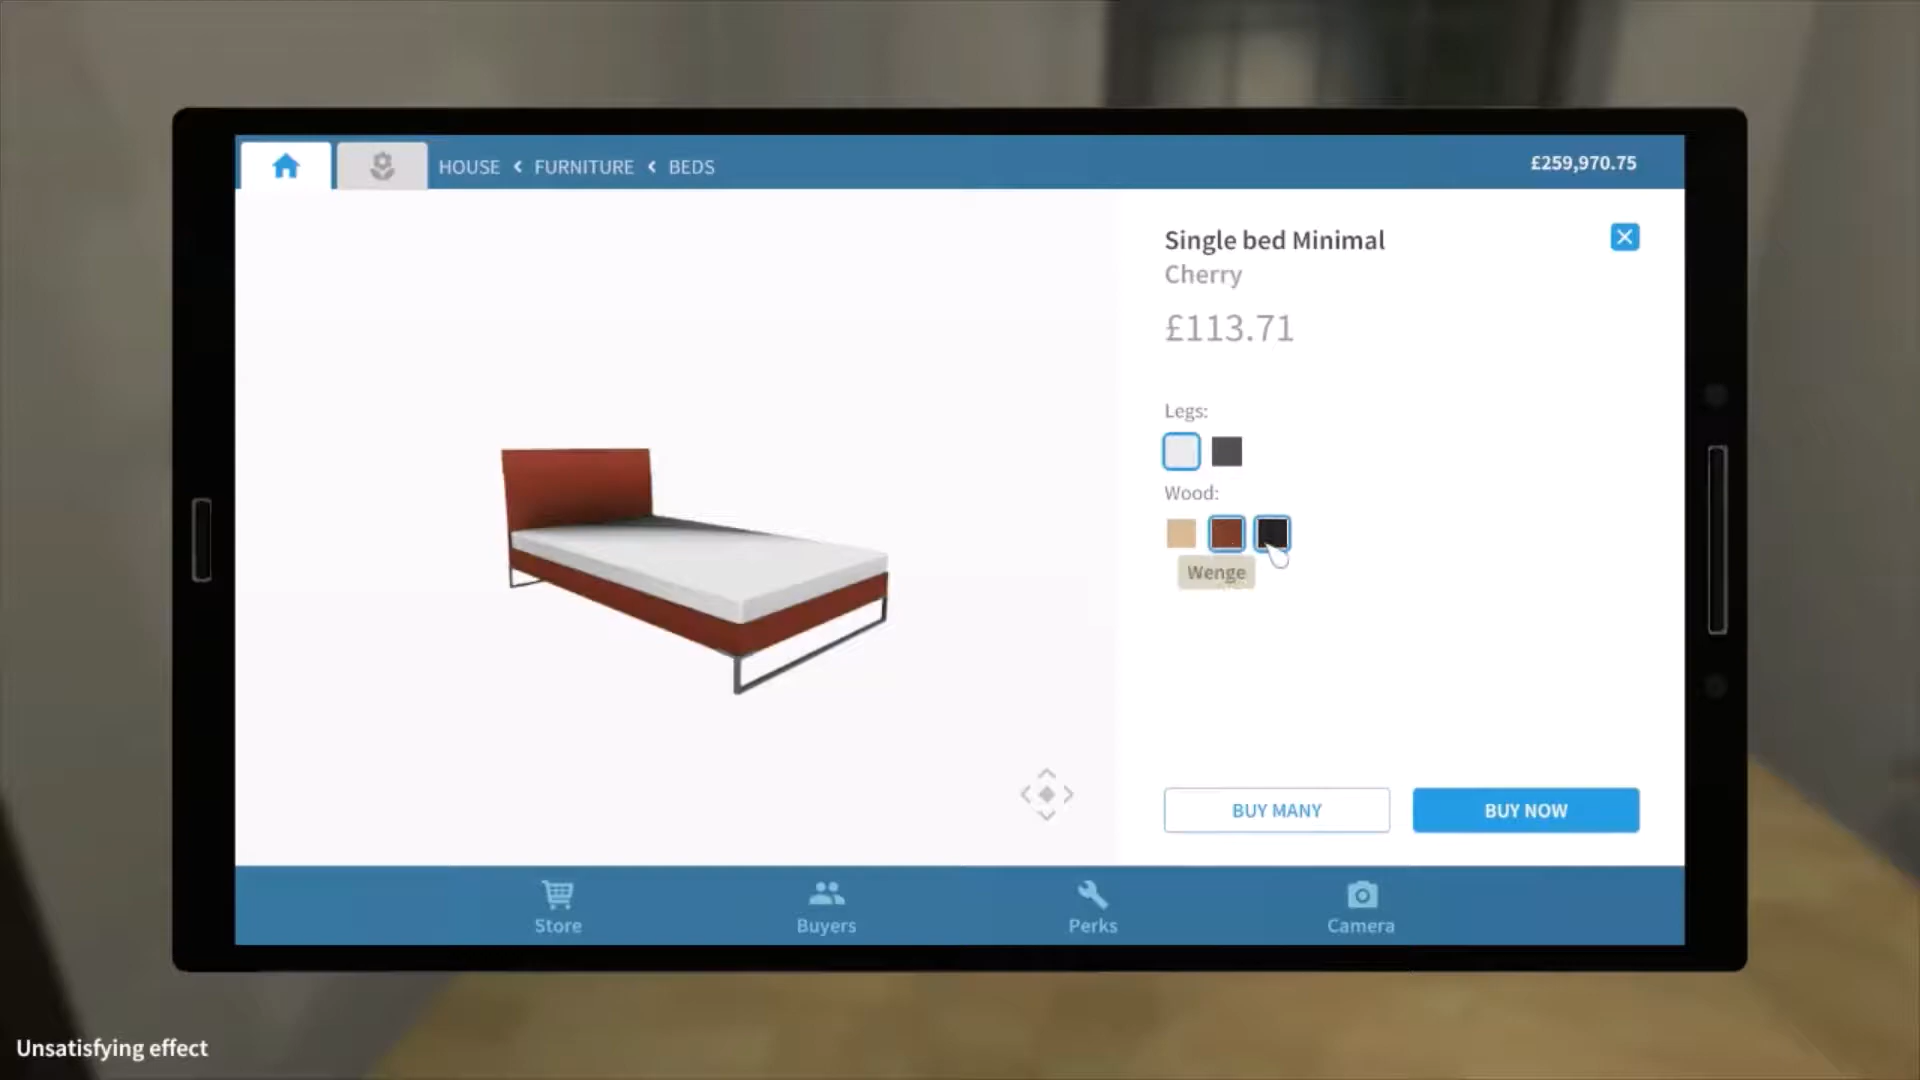 HOUSE < FURNITURE < BEDS
£259,970.75
Single bed Minimal
Cherry
£113.71
Legs:
Wood:
Wenge
BUY MANY
BUY NOW
Store
Buyers
Perks
Camera
Unsatisfying effect